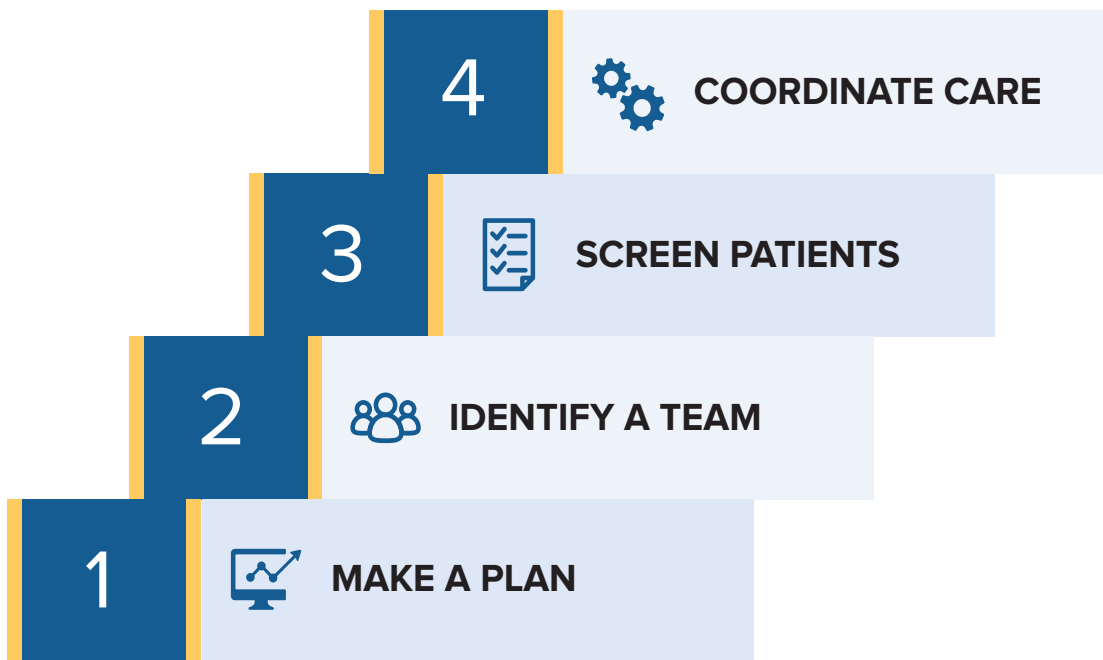 4
COORDINATE CARE
3
SCREEN PATIENTS
2
IDENTIFY A TEAM
1
MAKE A PLAN